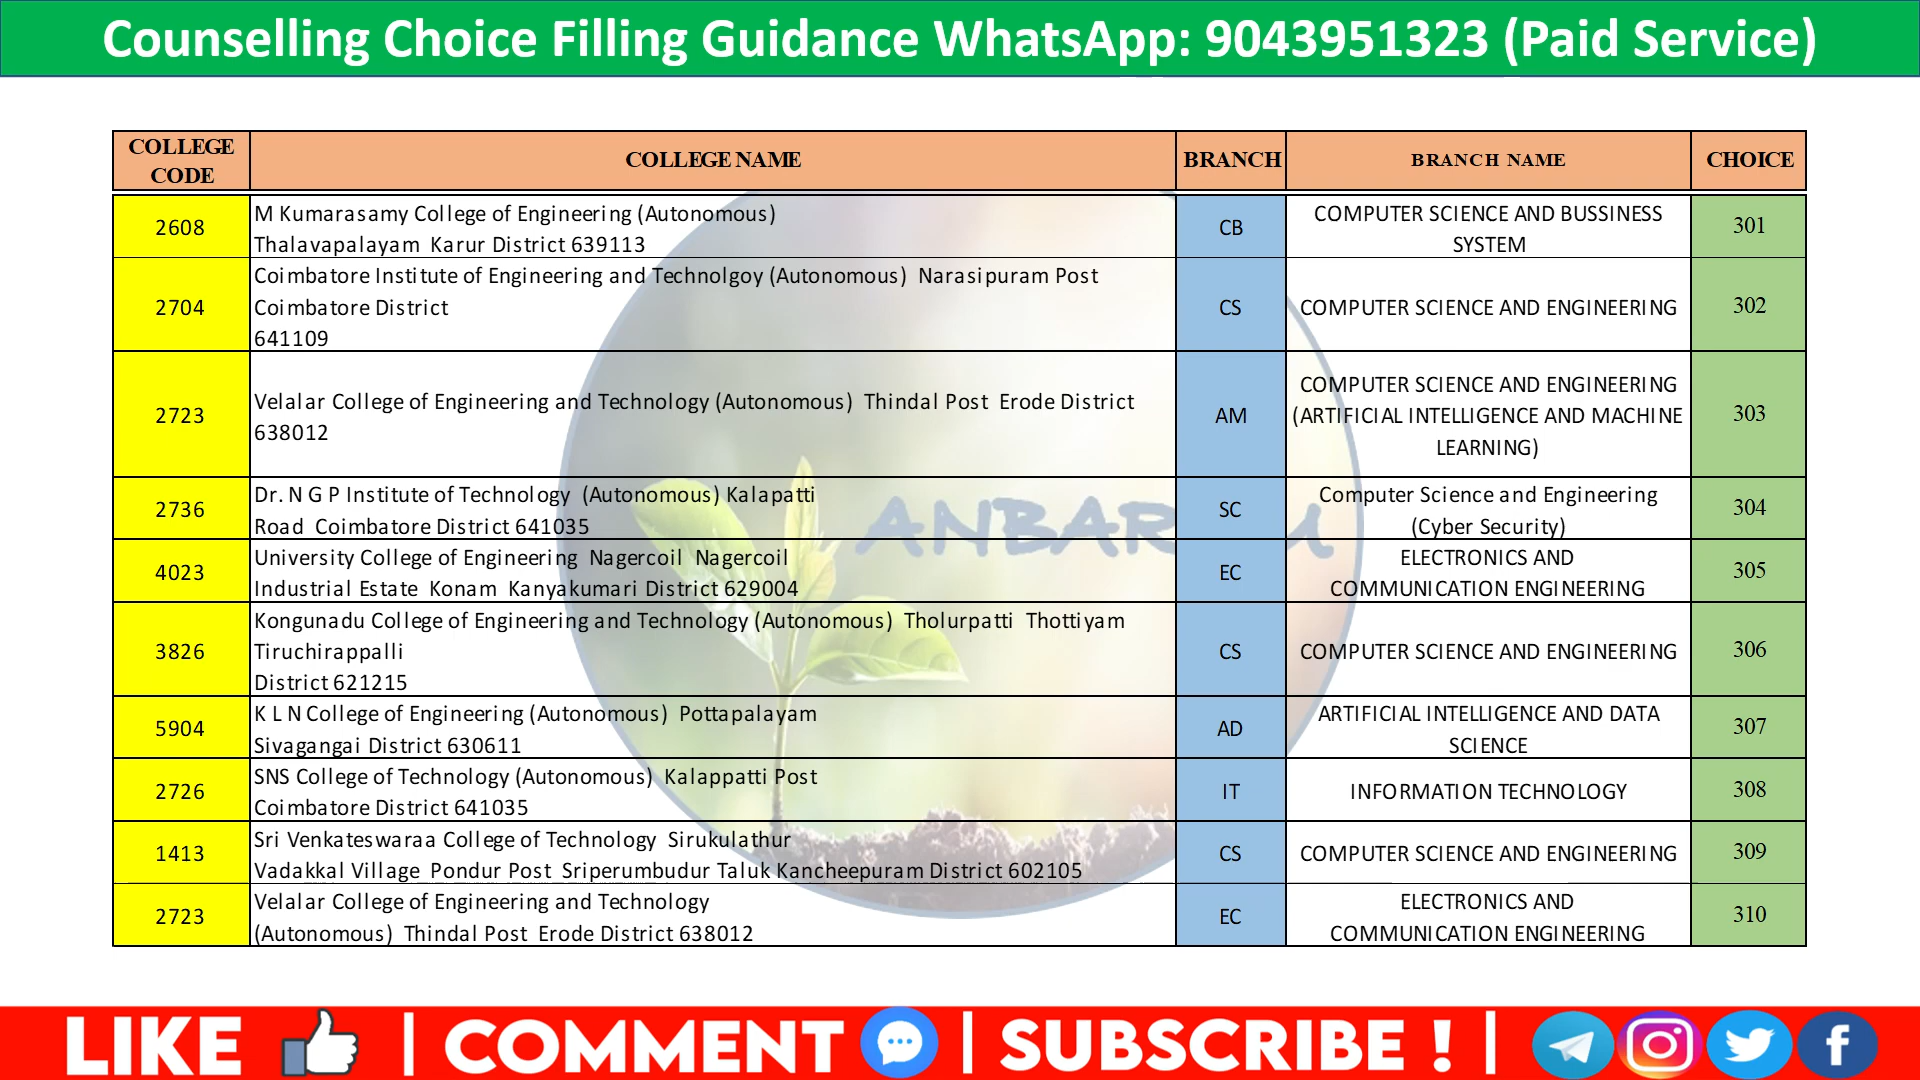 Counselling Choice Filling Guidance WhatsApp: 9043951323 (Paid Service)
COLLEGE CODE
COLLEGE NAME
BRANCH
BRANCH NAME
CHOICE
2608
M Kumarasamy College of Engineering (Autonomous)
Thalavapalayam Karur District 639113
CB
COMPUTER SCIENCE AND BUSSINESS
SYSTEM
301
2704
Coimbatore Institute of Engineering and Technolgoy (Autonomous) Narasipuram Post
Coimbatore District
641109
CS
COMPUTER SCIENCE AND ENGINEERING
302
2723
Velalar College of Engineering and Technology (Autonomous) Thindal Post Erode District
638012
AM
COMPUTER SCIENCE AND ENGINEERING
(ARTIFICIAL INTELLIGENCE AND MACHINE
LEARNING)
303
2736
Dr. N G P Institute of Technology (Autonomous) Kalapatti
Road Coimbatore District 641035
SC
Computer Science and Engineering
(Cyber Security)
304
4023
University College of Engineering Nagercoil Nagercoil
Industrial Estate Konam Kanyakumari District 629004
EC
ELECTRONICS AND
COMMUNICATION ENGINEERING
305
3826
Kongunadu College of Engineering and Technology (Autonomous) Tholurpatti Thottiyam
Tiruchirappalli
District 621215
CS
COMPUTER SCIENCE AND ENGINEERING
306
5904
K L N College of Engineering (Autonomous) Pottapalayam
Sivagangai District 630611
AD
ARTIFICIAL INTELLIGENCE AND DATA
SCIENCE
307
2726
SNS College of Technology (Autonomous) Kalappatti Post
Coimbatore District 641035
IT
INFORMATION TECHNOLOGY
308
1413
Sri Venkateswaraa College of Technology Sirukulathur
Vadakkal Village Pondur Post Sriperumbudur Taluk Kancheepuram District 602105
CS
COMPUTER SCIENCE AND ENGINEERING
309
2723
Velalar College of Engineering and Technology
(Autonomous) Thindal Post Erode District 638012
EC
ELECTRONICS AND
COMMUNICATION ENGINEERING
310
LIKE | COMMENT | SUBSCRIBE ! |